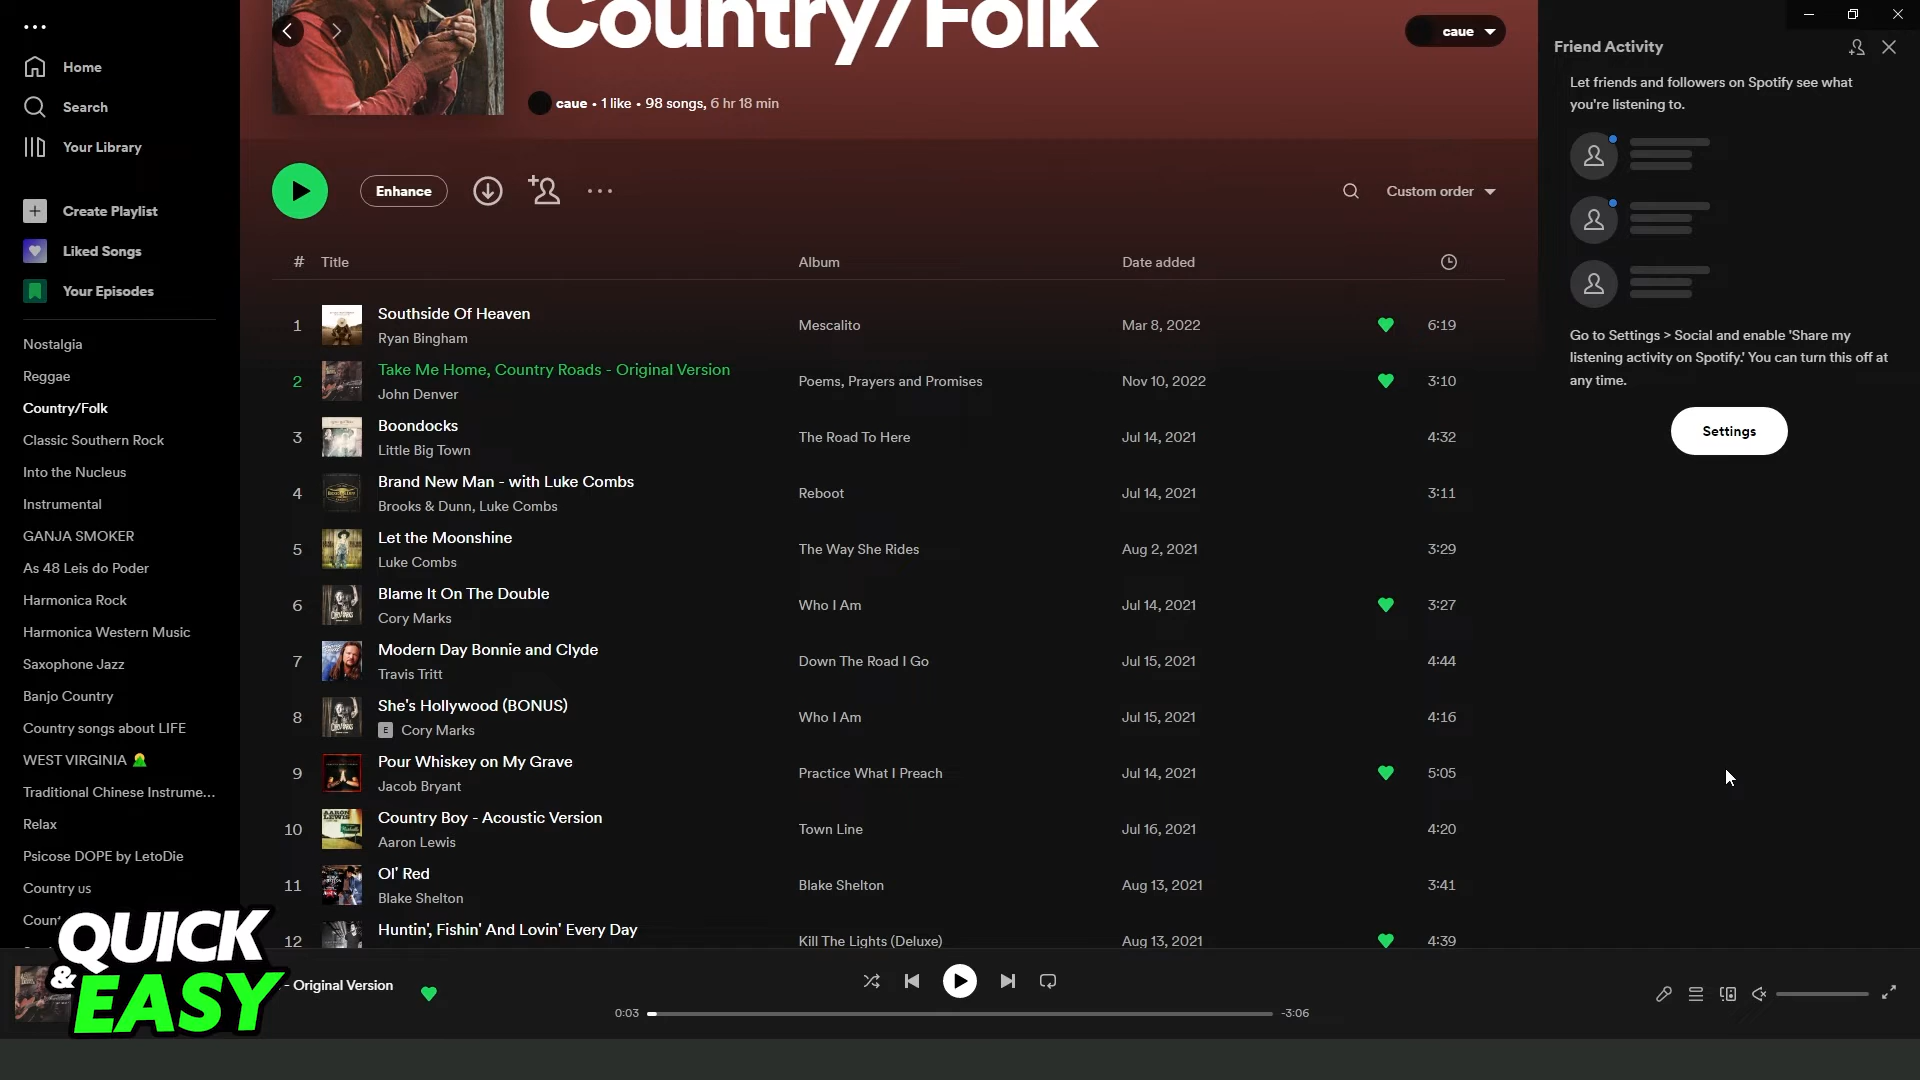 Home
Search
Your Library
Create Playlist
Liked Songs
Your Episodes
Nostalgia
Reggae
Country/Folk
Classic Southern Rock
Into the Nucleus
Instrumental
GANJA SMOKER
As 48 Leis do Poder
Harmonica Rock
Harmonica Western Music
Saxophone Jazz
Banjo Country
Country songs about LIFE
WEST VIRGINIA
Traditional Chinese Instrume...
Relax
Psicose DOPE by LetoDie
Country us
Country/Folk
caue • 1 like • 98 songs, 6 hr 18 min
caue
Enhance
Custom order
# Title Album Date added
1 Southside Of Heaven Mescalito Mar 8, 2022 6:19
Ryan Bingham
2 Take Me Home, Country Roads - Original Version Poems, Prayers and Promises Nov 10, 2022 3:10
John Denver
3 Boondocks The Road To Here Jul 14, 2021 4:32
Little Big Town
4 Brand New Man - with Luke Combs Reboot Jul 14, 2021 3:11
Brooks & Dunn, Luke Combs
5 Let the Moonshine The Way She Rides Aug 2, 2021 3:29
Luke Combs
6 Blame It On The Double Who I Am Jul 14, 2021 3:27
Cory Marks
7 Modern Day Bonnie and Clyde Down The Road I Go Jul 15, 2021 4:44
Travis Tritt
8 She's Hollywood (BONUS) Who I Am Jul 15, 2021 4:16
E Cory Marks
9 Pour Whiskey on My Grave Practice What I Preach Jul 14, 2021 5:05
Jacob Bryant
10 Country Boy - Acoustic Version Town Line Jul 16, 2021 4:20
Aaron Lewis
11 Ol' Red Blake Shelton Aug 13, 2021 3:41
Blake Shelton
12 Huntin', Fishin' And Lovin' Every Day Kill The Lights (Deluxe) Aug 13, 2021 4:39
Friend Activity
Let friends and followers on Spotify see what
you're listening to.
Go to Settings > Social and enable 'Share my
listening activity on Spotify.' You can turn this off at
any time.
Settings
QUICK
& EASY
- Original Version
0:03 -3:06